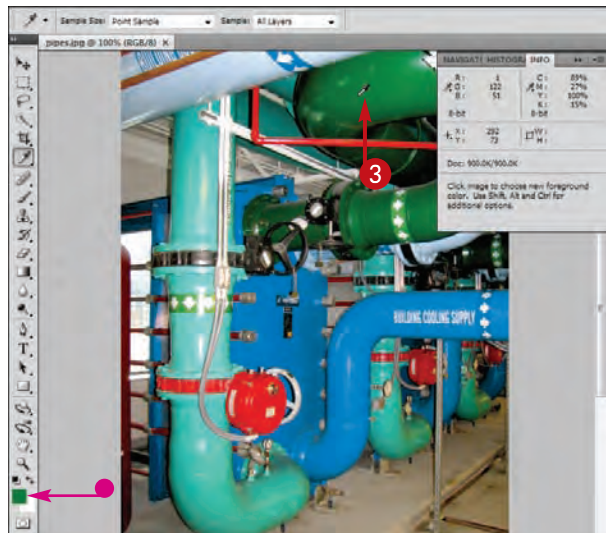 Sample Size: Point Sample Sample: All Layers
pipes.jpg @ 100% (RGB/8) X
NAVIGATI HISTOGRA INFO
R: 1 C: 89%
G: 122 M: 27%
B: 51 Y: 100%
K: 15%
8-bit 8-bit
X: 292 W:
Y: 72 H:
Doc: 900.0K/900.0K
Click image to choose new foreground
color. Use Shift, Alt and Ctrl for
additional options.
3
BUILDING COOLING SUPPLY
T